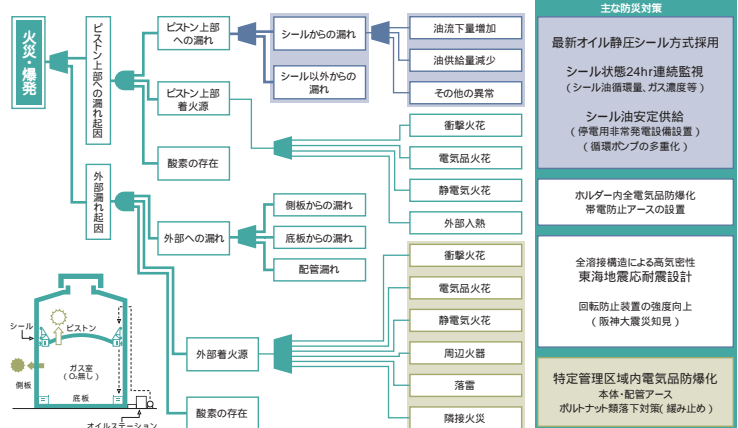 火災・爆発
ピストン上部への漏れ起因
外部漏れ起因
ピストン上部
への漏れ
ピストン上部
着火源
酸素の存在
外部への漏れ
外部着火源
酸素の存在
シールからの漏れ
シール以外からの
漏れ
側板からの漏れ
底板からの漏れ
配管漏れ
油流下量増加
油供給量減少
その他の異常
衝撃火花
電気品火花
静電気火花
外部入熱
衝撃火花
電気品火花
静電気火花
周辺火器
落雷
隣接火災
シール
ピストン
ガス室
(O₂無し)
側板
底板
オイルステーション
主な防災対策
最新オイル静圧シール方式採用
シール状態24hr連続監視
(シール油循環量、ガス濃度等)
シール油安定供給
(停電用非常発電設備設置)
(循環ポンプの多重化)
ホルダー内全電気品防爆化
帯電防止アースの設置
全溶接構造による高気密性
東海地震応耐震設計
回転防止装置の強度向上
(阪神大震災知見)
特定管理区域内電気品防爆化
本体・配管アース
ボルトナット類落下対策(緩み止め)